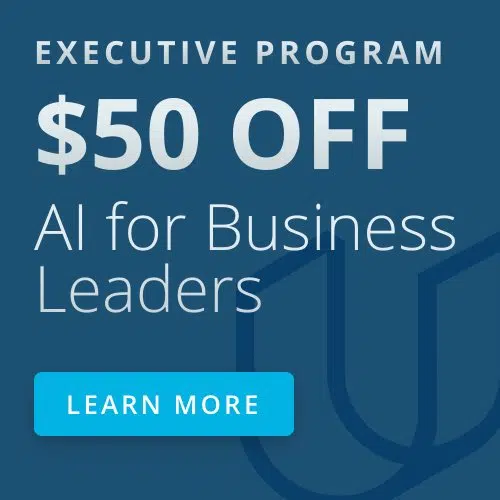 EXECUTIVE PROGRAM
$50 OFF
AI for Business
Leaders
LEARN MORE